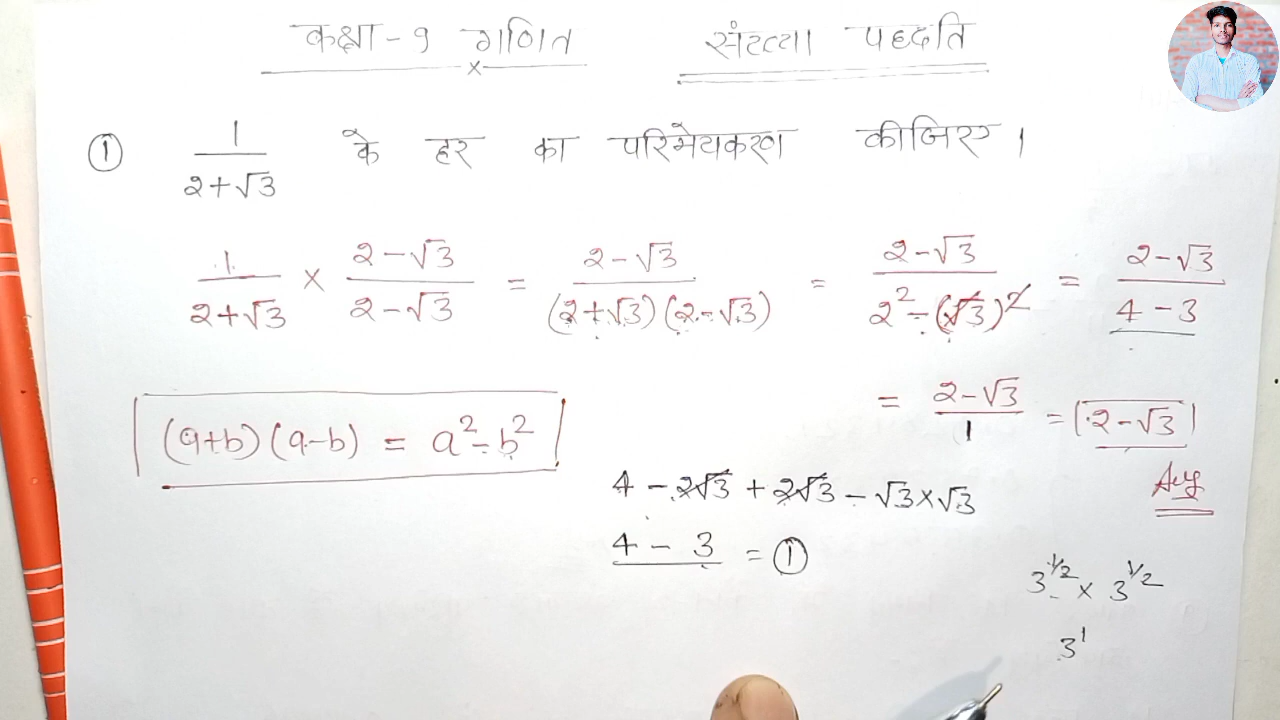 कक्षा - ९ गणित संख्या पद्धति
① 1/(2+√3) के हर का परिमेयकरण कीजिए।
1/(2+√3) × (2-√3)/(2-√3) = (2-√3)/((2+√3)(2-√3)) = (2-√3)/(2²-(√3)²) = (2-√3)/(4-3)
= (2-√3)/1 = 2-√3
(a+b)(a-b) = a²-b²
Ans
4 - 2√3 + 2√3 - √3×√3
4 - 3 = ①
3^1/2 × 3^1/2
3^1